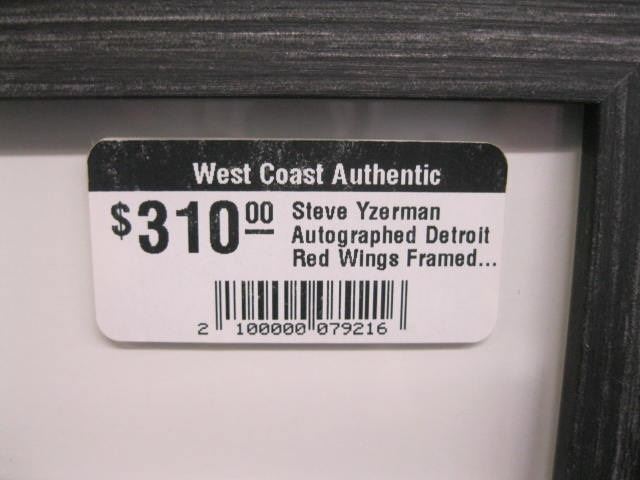 West Coast Authentic
$310 00 Steve Yzerman
Autographed Detroit
Red Wings Framed...
2 100000 079216